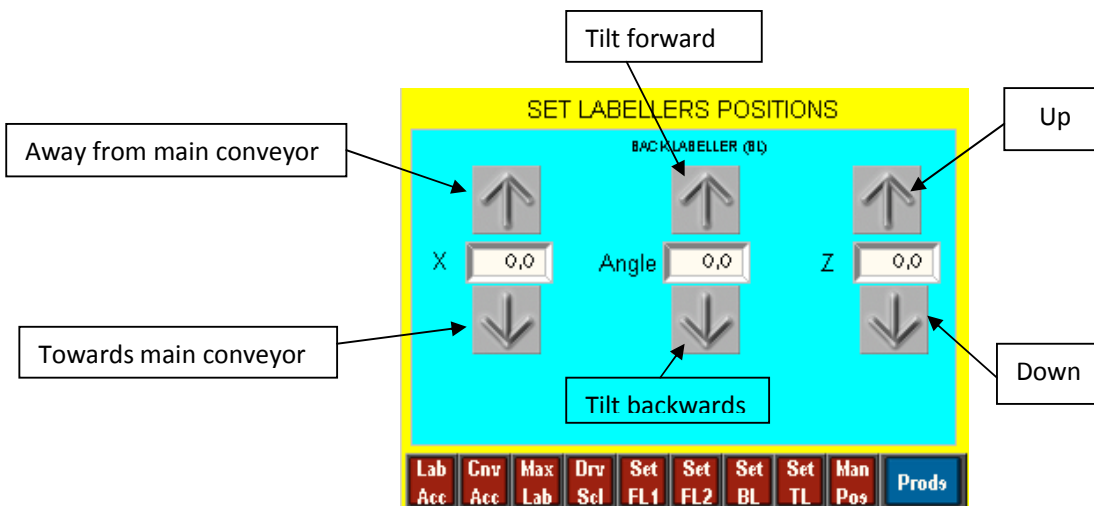 Tilt forward
SET LABELLERS POSITIONS
Up
Away from main conveyor
BACK LABELLER (BL)
X 0,0 Angle 0,0 Z 0,0
Towards main conveyor
Down
Tilt backwards
Lab Cnv Max Drv Set Set Set Set Man Prods
Acc Acc Lab Scl FL1 FL2 BL TL Pos